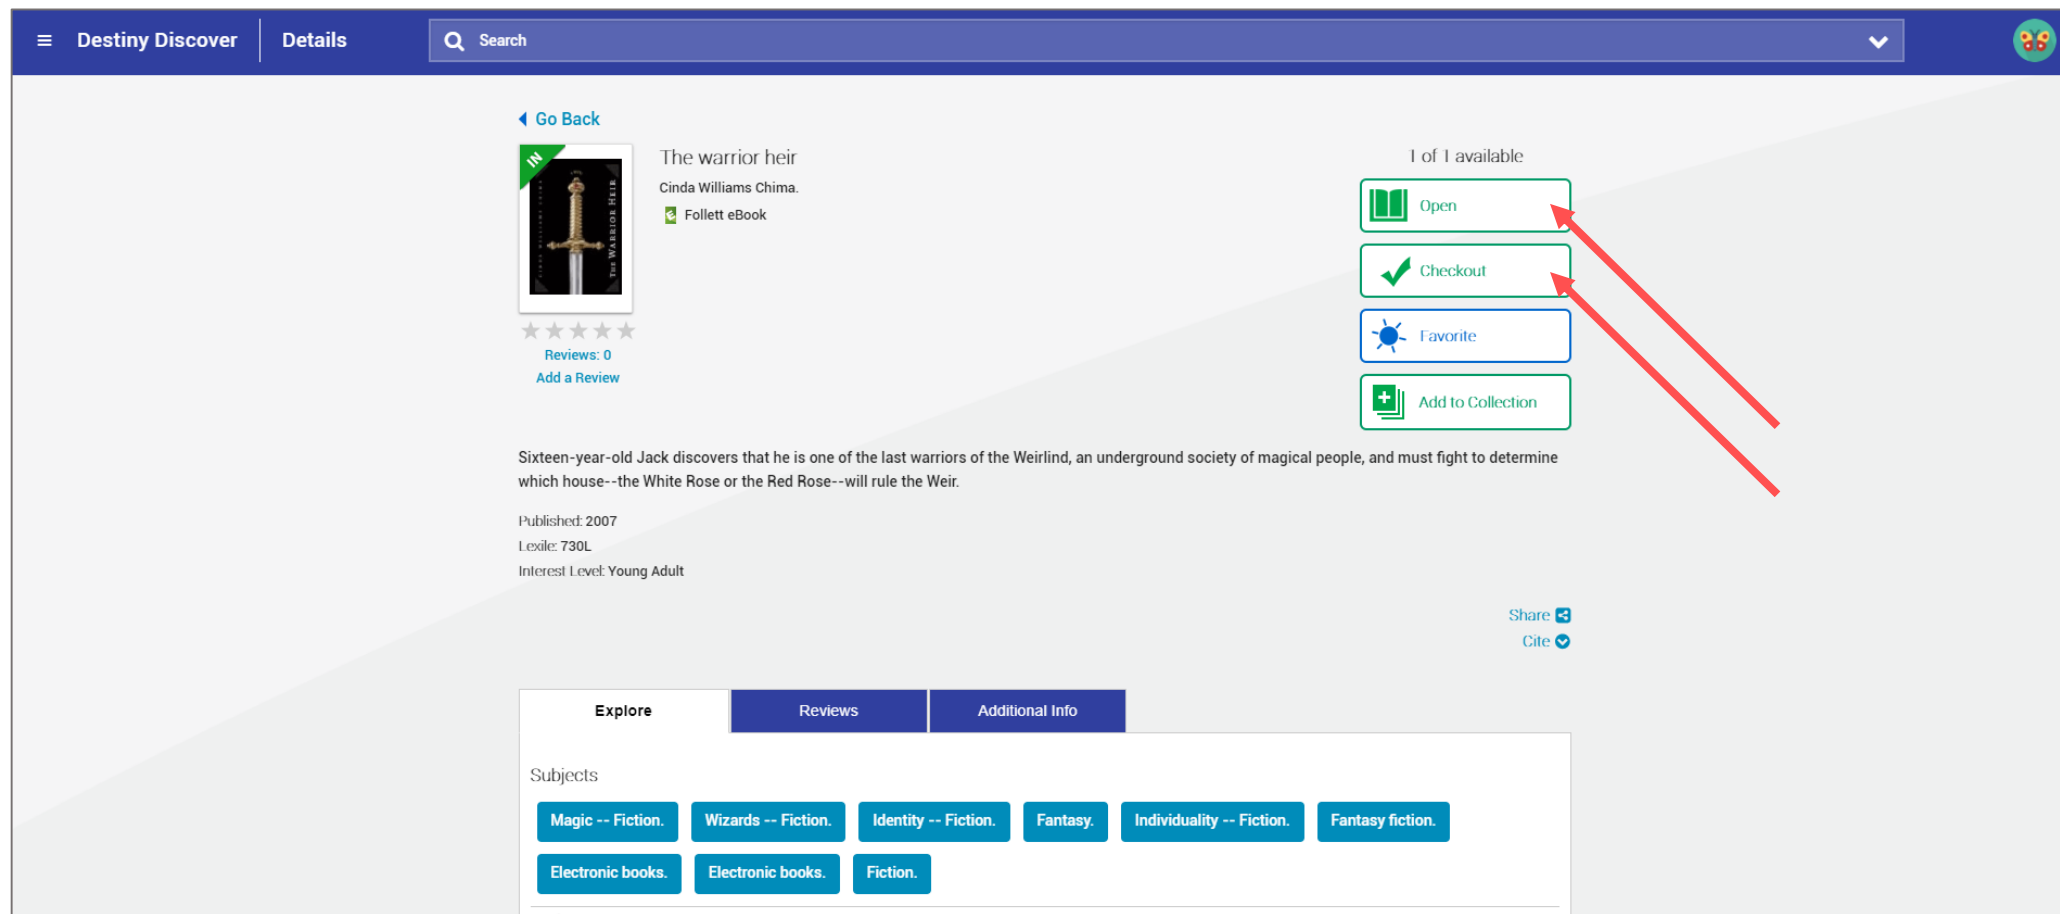 Destiny Discover
Details
Search
Go Back
IN
THE WARRIOR HEIR
The warrior heir
Cinda Williams Chima.
Follett eBook
Reviews: 0
Add a Review
1 of 1 available
Open
Checkout
Favorite
Add to Collection
Sixteen-year-old Jack discovers that he is one of the last warriors of the Weirlind, an underground society of magical people, and must fight to determine
which house--the White Rose or the Red Rose--will rule the Weir.
Published: 2007
Lexile: 730L
Interest Level: Young Adult
Share
Cite
Explore
Reviews
Additional Info
Subjects
Magic -- Fiction.
Wizards -- Fiction.
Identity -- Fiction.
Fantasy.
Individuality -- Fiction.
Fantasy fiction.
Electronic books.
Electronic books.
Fiction.